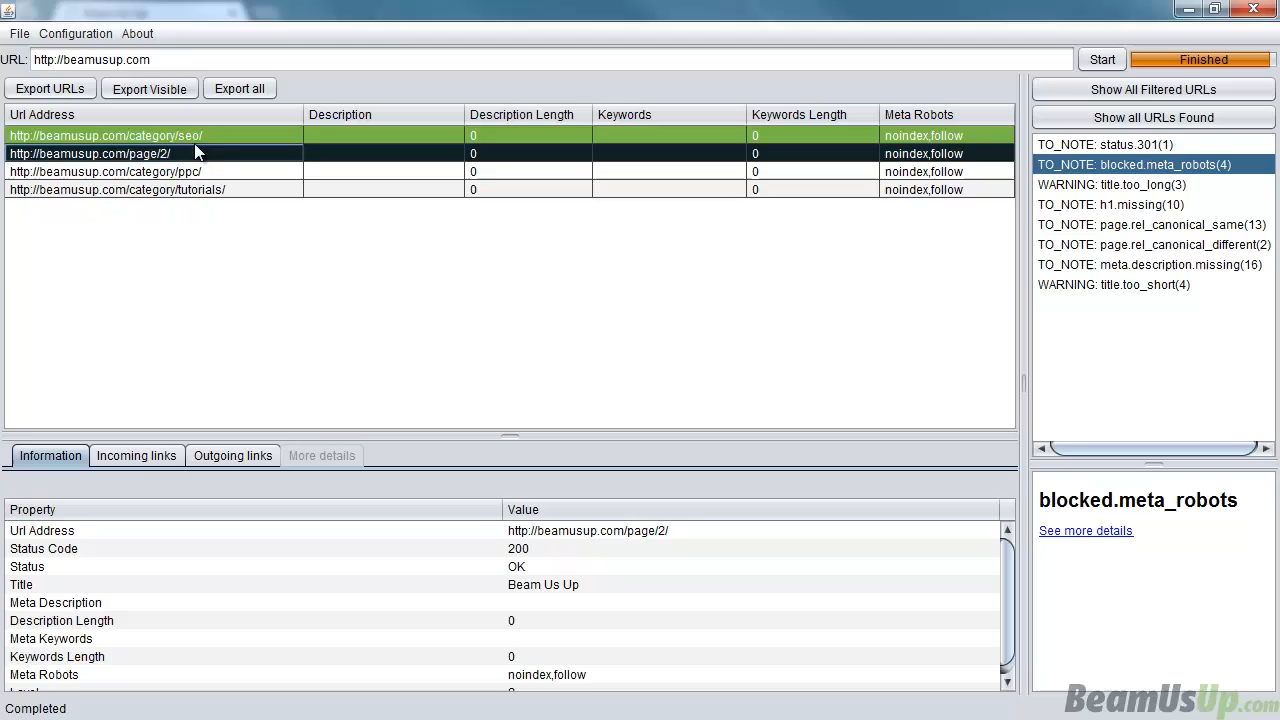 File Configuration About
URL: http://beamusup.com Start Finished
Export URLs Export Visible Export all
Show All Filtered URLs
Show all URLs Found
Url Address Description Description Length Keywords Keywords Length Meta Robots
http://beamusup.com/category/seo/ 0 0 noindex,follow
http://beamusup.com/page/2/ 0 0 noindex,follow
http://beamusup.com/category/ppc/ 0 0 noindex,follow
http://beamusup.com/category/tutorials/ 0 0 noindex,follow
TO_NOTE: status.301(1)
TO_NOTE: blocked.meta_robots(4)
WARNING: title.too_long(3)
TO_NOTE: h1.missing(10)
TO_NOTE: page.rel_canonical_same(13)
TO_NOTE: page.rel_canonical_different(2)
TO_NOTE: meta.description.missing(16)
WARNING: title.too_short(4)
Information Incoming links Outgoing links More details
Property Value
Url Address http://beamusup.com/page/2/
Status Code 200
Status OK
Title Beam Us Up
Meta Description
Description Length 0
Meta Keywords
Keywords Length 0
Meta Robots noindex,follow
blocked.meta_robots
See more details
Completed
BeamUsUp.com